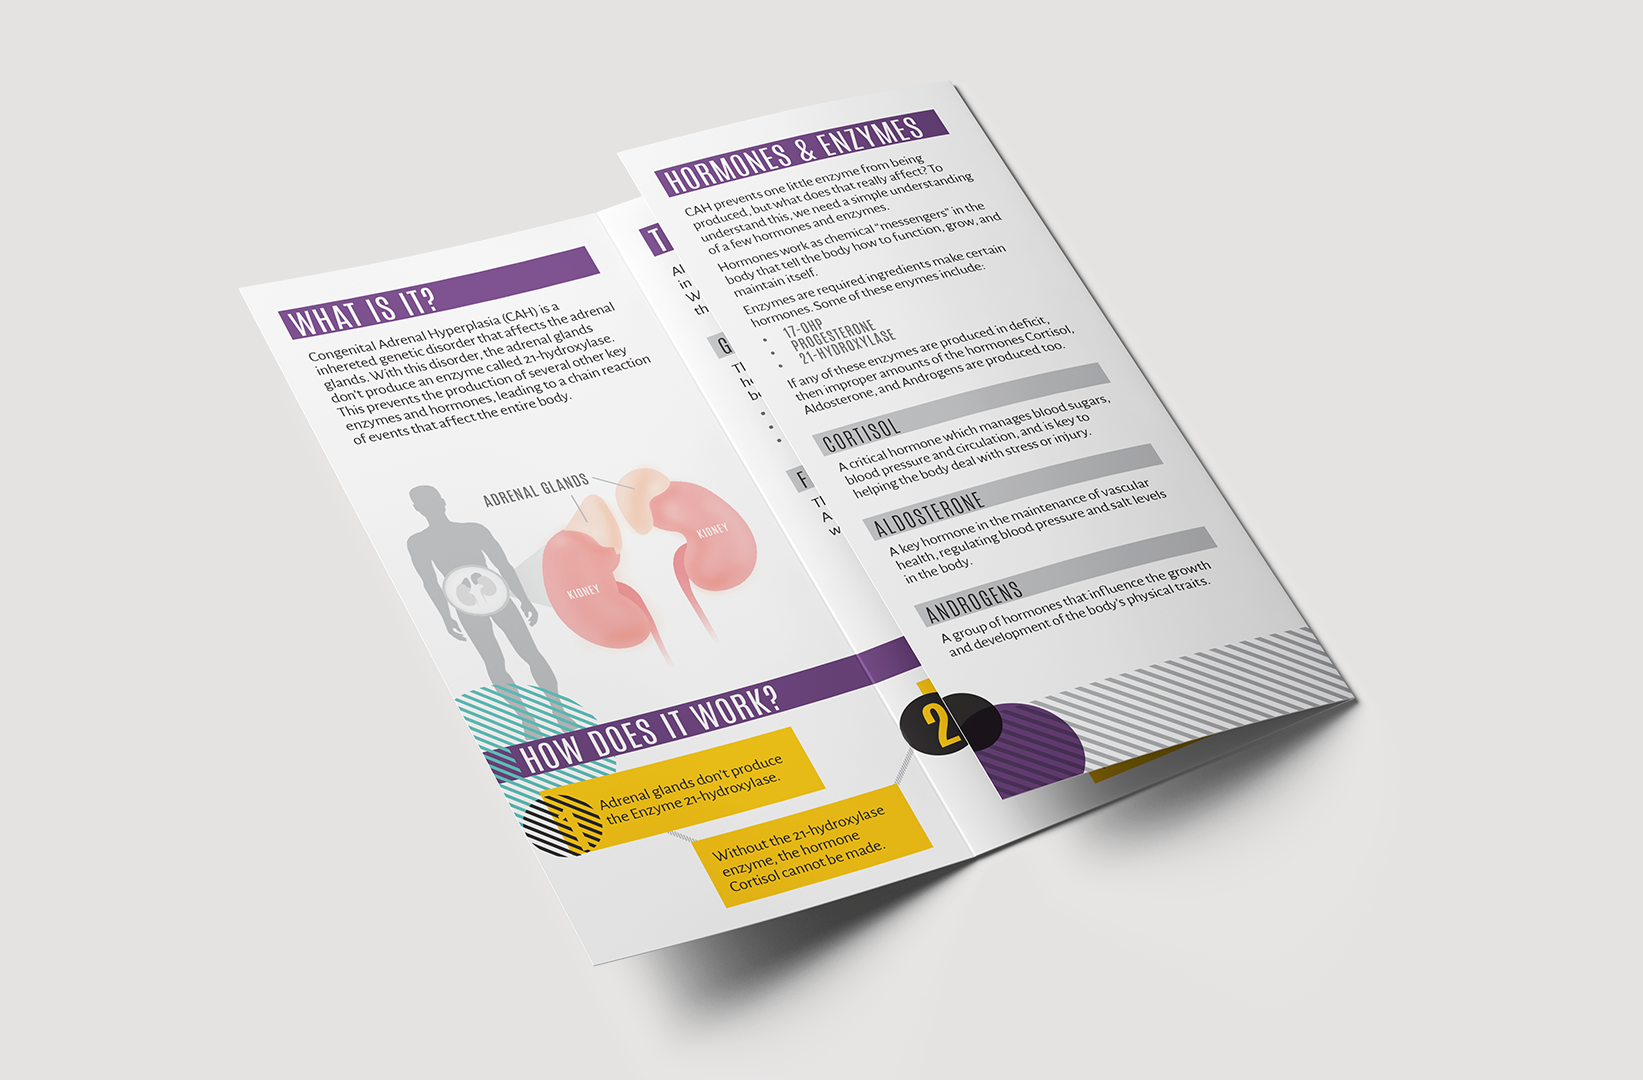 WHAT IS IT?
Congenital Adrenal Hyperplasia (CAH) is a
inhereted genetic disorder that affects the adrenal
glands. With this disorder, the adrenal glands
don't produce an enzyme called 21-hydroxylase.
This prevents the production of several other key
enzymes and hormones, leading to a chain reaction
of events that affect the entire body.
ADRENAL GLANDS
KIDNEY
KIDNEY
HOW DOES IT WORK?
1
Adrenal glands don't produce
the Enzyme 21-hydroxylase.
Without the 21-hydroxylase
enzyme, the hormone
Cortisol cannot be made.
2
T
Al
in
W
th
G
Th
he
be
F
Th
A
w
HORMONES & ENZYMES
CAH prevents one little enzyme from being
produced, but what does that really affect? To
understand this, we need a simple understanding
of a few hormones and enzymes.
Hormones work as chemical "messengers" in the
body that tell the body how to function, grow, and
maintain itself.
Enzymes are required ingredients make certain
hormones. Some of these enymes include:
• 17-OHP
• PROGESTERONE
• 21-HYDROXYLASE
If any of these enzymes are produced in deficit,
then improper amounts of the hormones Cortisol,
Aldosterone, and Androgens are produced too.
CORTISOL
A critical hormone which manages blood sugars,
blood pressure and circulation, and is key to
helping the body deal with stress or injury.
ALDOSTERONE
A key hormone in the maintenance of vascular
health, regulating blood pressure and salt levels
in the body.
ANDROGENS
A group of hormones that influence the growth
and development of the body's physical traits.